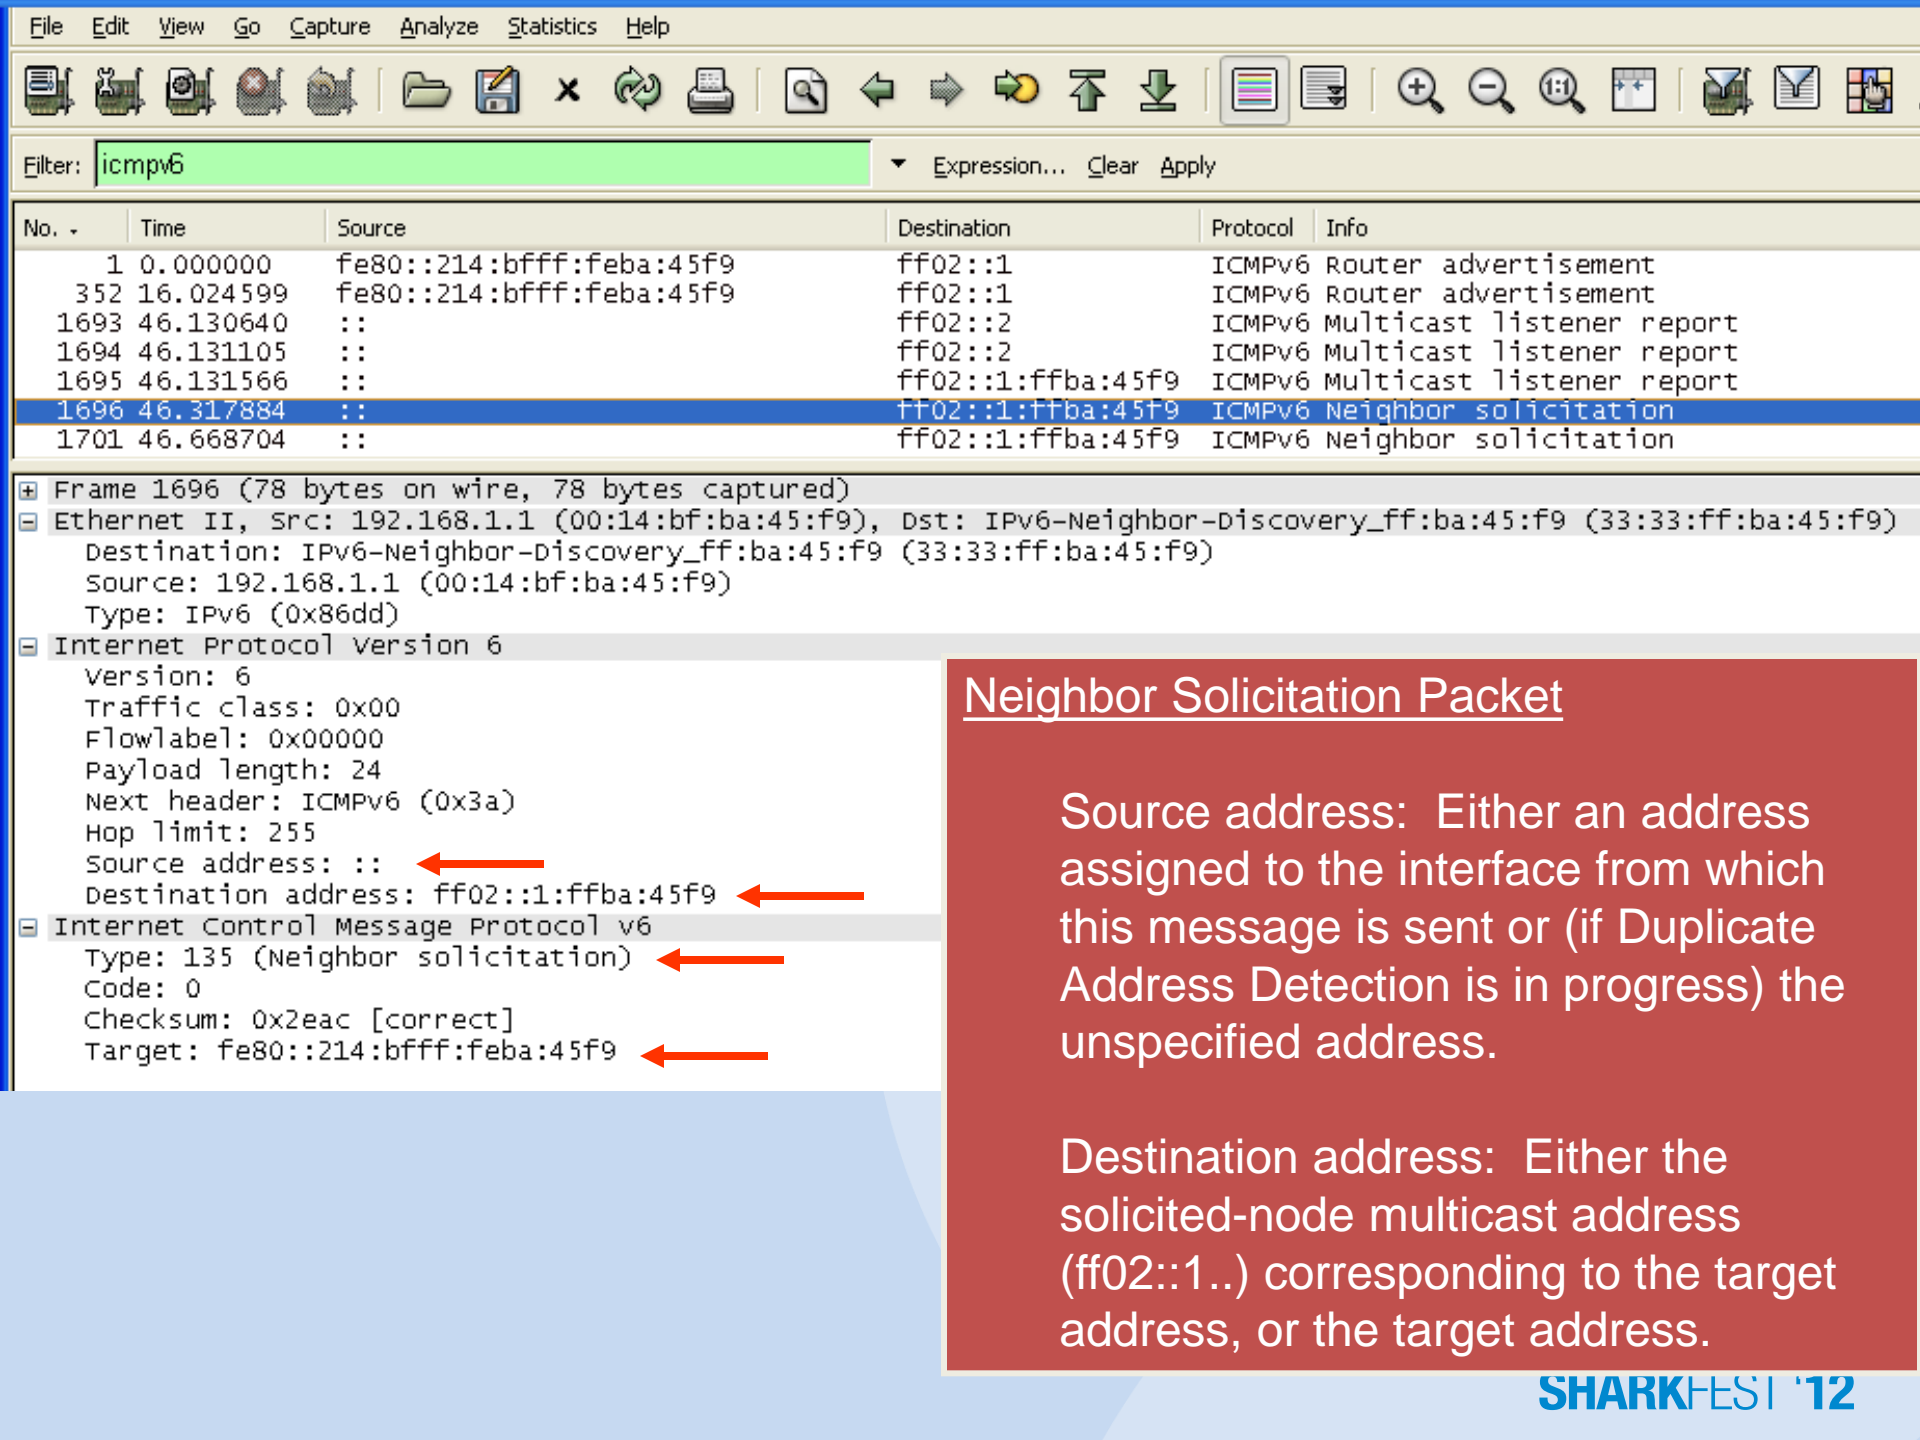 File Edit View Go Capture Analyze Statistics Help
Filter: icmpv6 Expression... Clear Apply
No. Time Source Destination Protocol Info
1 0.000000 fe80::214:bfff:feba:45f9 ff02::1 ICMPv6 Router advertisement
352 16.024599 fe80::214:bfff:feba:45f9 ff02::1 ICMPv6 Router advertisement
1693 46.130640 :: ff02::2 ICMPv6 Multicast listener report
1694 46.131105 :: ff02::2 ICMPv6 Multicast listener report
1695 46.131566 :: ff02::1:ffba:45f9 ICMPv6 Multicast listener report
1696 46.317884 :: ff02::1:ffba:45f9 ICMPv6 Neighbor solicitation
1701 46.668704 :: ff02::1:ffba:45f9 ICMPv6 Neighbor solicitation
Frame 1696 (78 bytes on wire, 78 bytes captured)
Ethernet II, Src: 192.168.1.1 (00:14:bf:ba:45:f9), Dst: IPv6-Neighbor-Discovery_ff:ba:45:f9 (33:33:ff:ba:45:f9)
Destination: IPv6-Neighbor-Discovery_ff:ba:45:f9 (33:33:ff:ba:45:f9)
Source: 192.168.1.1 (00:14:bf:ba:45:f9)
Type: IPv6 (0x86dd)
Internet Protocol Version 6
Version: 6
Traffic class: 0x00
Flowlabel: 0x00000
Payload length: 24
Next header: ICMPv6 (0x3a)
Hop limit: 255
Source address: ::
Destination address: ff02::1:ffba:45f9
Internet Control Message Protocol v6
Type: 135 (Neighbor solicitation)
Code: 0
Checksum: 0x2eac [correct]
Target: fe80::214:bfff:feba:45f9
Neighbor Solicitation Packet
Source address: Either an address
assigned to the interface from which
this message is sent or (if Duplicate
Address Detection is in progress) the
unspecified address.
Destination address: Either the
solicited-node multicast address
(ff02::1..) corresponding to the target
address, or the target address.
SHARKFEST '12